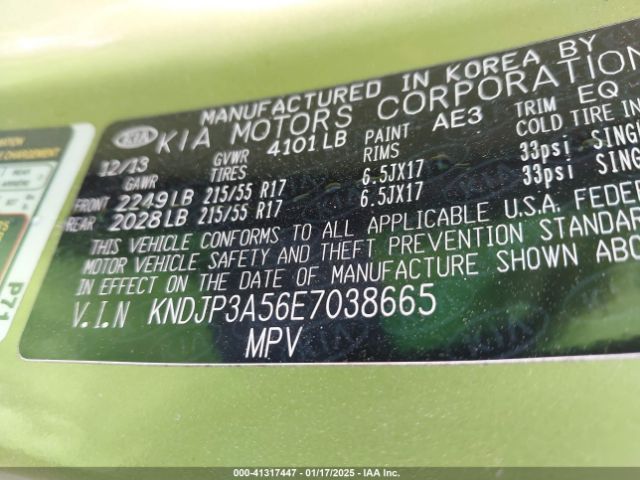 MANUFACTURED IN KOREA BY
KIA KIA MOTORS CORPORATION
12/13 GVWR 4101LB PAINT AE3 TRIM EQ
GAWR TIRES RIMS COLD TIRE IN
FRONT 2249LB 215/55 R17 6.5JX17 33psi SING
REAR 2028LB 215/55 R17 6.5JX17 33psi SING
THIS VEHICLE CONFORMS TO ALL APPLICABLE U.S.A. FEDER
MOTOR VEHICLE SAFETY AND THEFT PREVENTION STANDAR
IN EFFECT ON THE DATE OF MANUFACTURE SHOWN ABO
V.I.N KNDJP3A56E7038665
MPV
P71
000-41317447 - 01/17/2025 - IAA Inc.